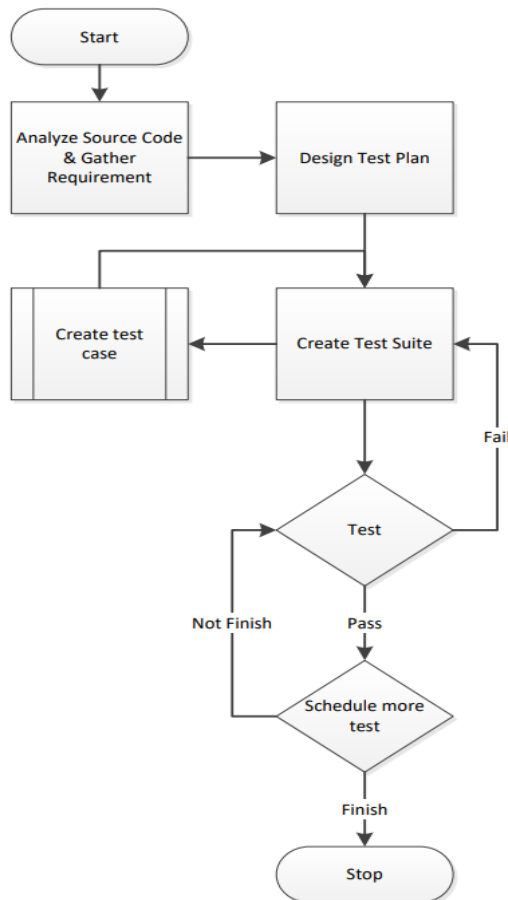 Start
Analyze Source Code
& Gather
Requirement
Design Test Plan
Create test
case
Create Test Suite
Fail
Test
Not Finish
Pass
Schedule more
test
Finish
Stop